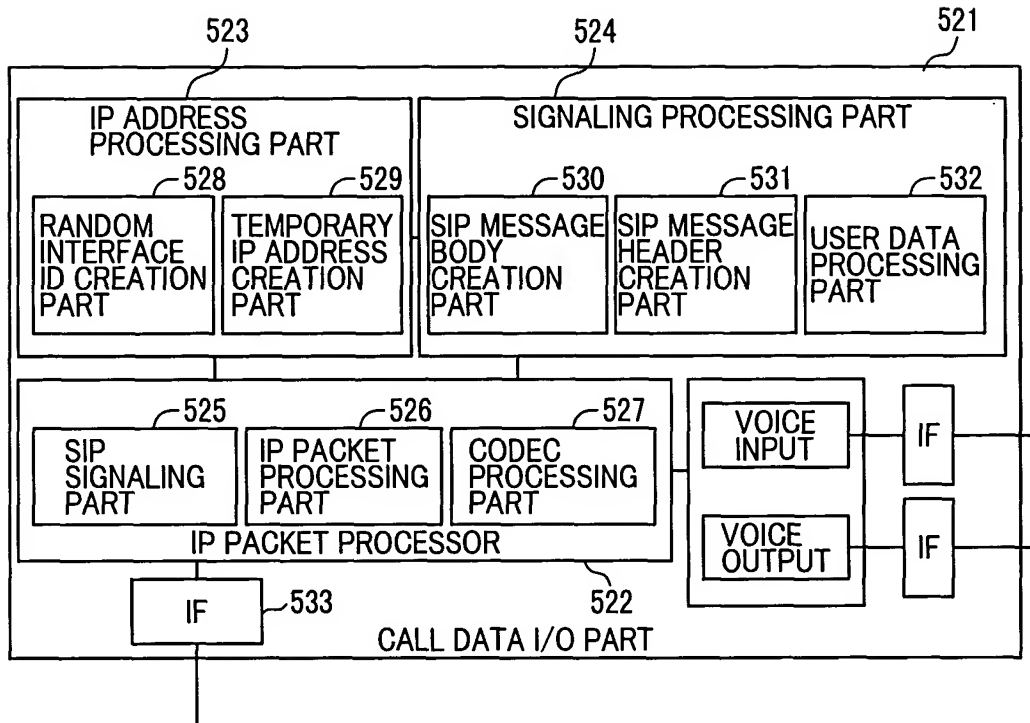 523
524
521
IP ADDRESS
PROCESSING PART
SIGNALING PROCESSING PART
528
529
530
531
532
RANDOM
INTERFACE
ID CREATION
PART
TEMPORARY
IP ADDRESS
CREATION
PART
SIP MESSAGE
BODY
CREATION
PART
SIP MESSAGE
HEADER
CREATION
PART
USER DATA
PROCESSING
PART
525
526
527
SIP
SIGNALING
PART
IP PACKET
PROCESSING
PART
CODEC
PROCESSING
PART
IP PACKET PROCESSOR
VOICE
INPUT
IF
VOICE
OUTPUT
IF
522
IF
533
CALL DATA I/O PART